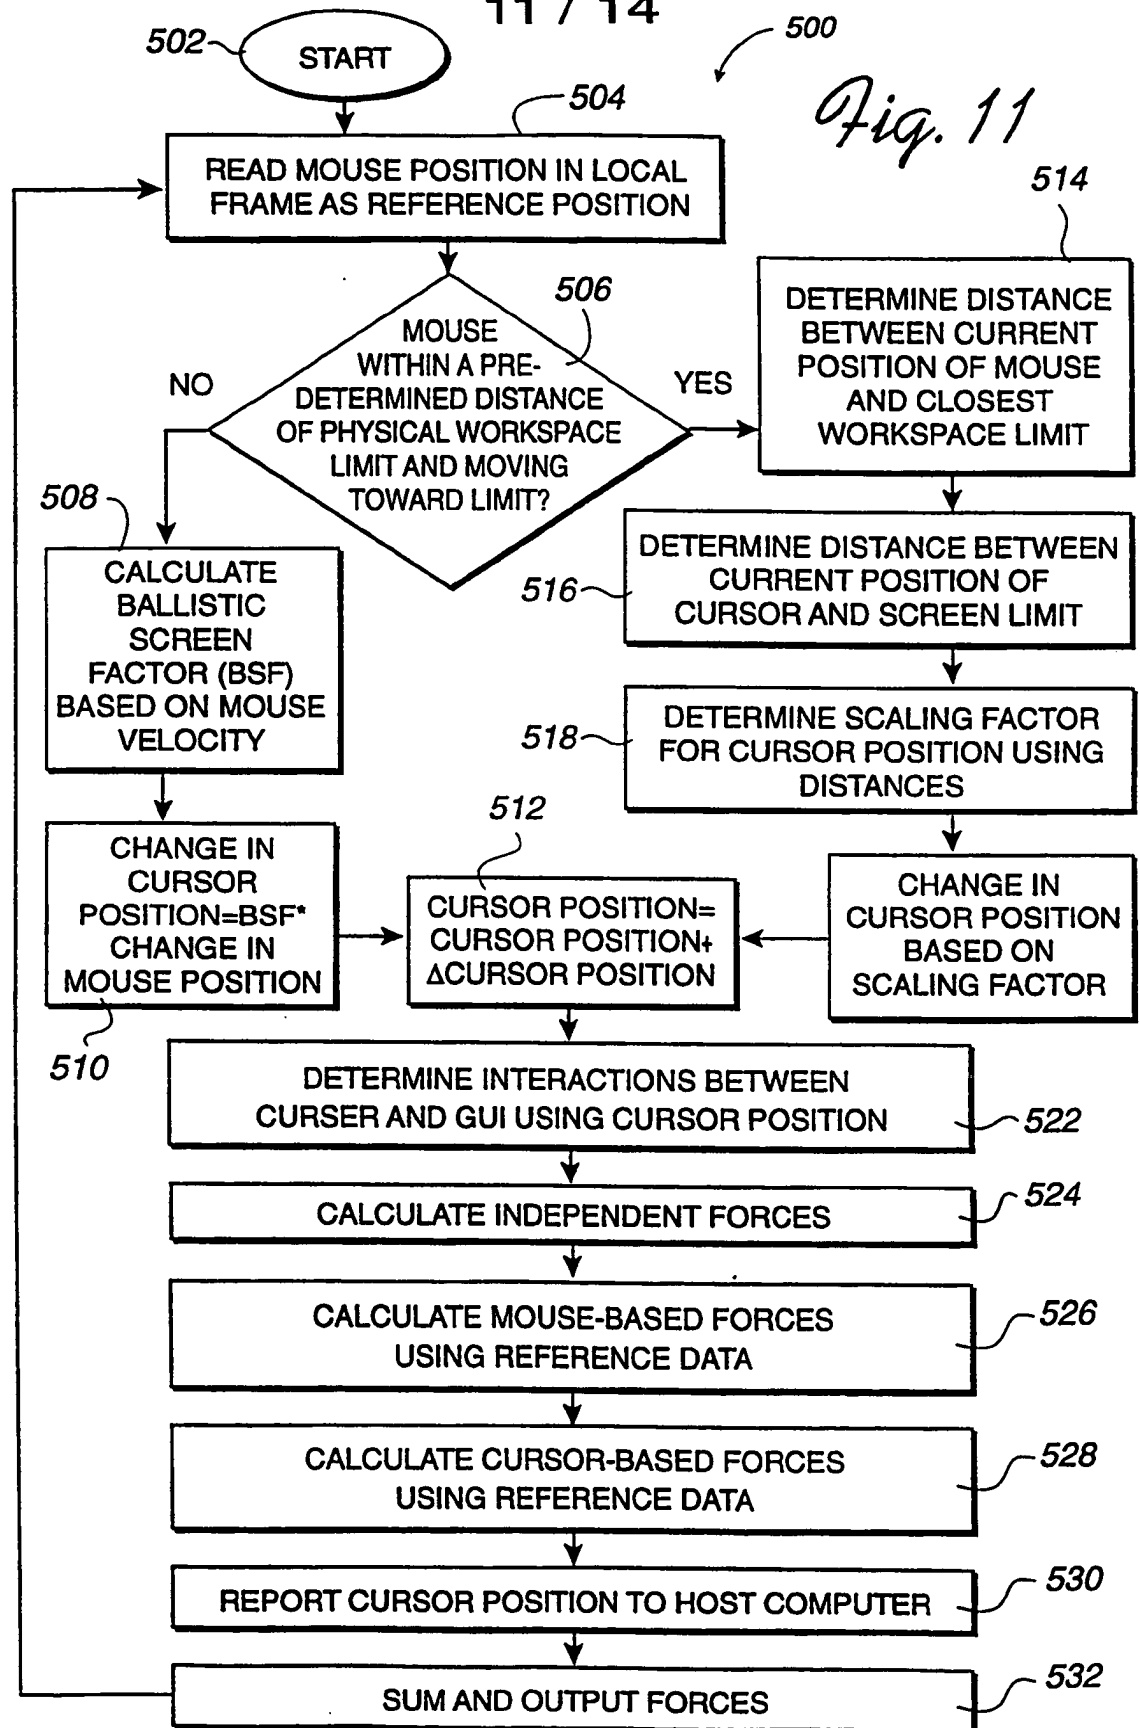 11 / 14
500
Fig. 11
502
START
504
READ MOUSE POSITION IN LOCAL
FRAME AS REFERENCE POSITION
506
MOUSE
WITHIN A PRE-
DETERMINED DISTANCE
OF PHYSICAL WORKSPACE
LIMIT AND MOVING
TOWARD LIMIT?
NO
YES
514
DETERMINE DISTANCE
BETWEEN CURRENT
POSITION OF MOUSE
AND CLOSEST
WORKSPACE LIMIT
508
CALCULATE
BALLISTIC
SCREEN
FACTOR (BSF)
BASED ON MOUSE
VELOCITY
516
DETERMINE DISTANCE BETWEEN
CURRENT POSITION OF
CURSOR AND SCREEN LIMIT
518
DETERMINE SCALING FACTOR
FOR CURSOR POSITION USING
DISTANCES
510
CHANGE IN
CURSOR
POSITION=BSF*
CHANGE IN
MOUSE POSITION
512
CURSOR POSITION=
CURSOR POSITION+
ΔCURSOR POSITION
CHANGE IN
CURSOR POSITION
BASED ON
SCALING FACTOR
DETERMINE INTERACTIONS BETWEEN
CURSER AND GUI USING CURSOR POSITION
522
CALCULATE INDEPENDENT FORCES
524
CALCULATE MOUSE-BASED FORCES
USING REFERENCE DATA
526
CALCULATE CURSOR-BASED FORCES
USING REFERENCE DATA
528
REPORT CURSOR POSITION TO HOST COMPUTER
530
SUM AND OUTPUT FORCES
532